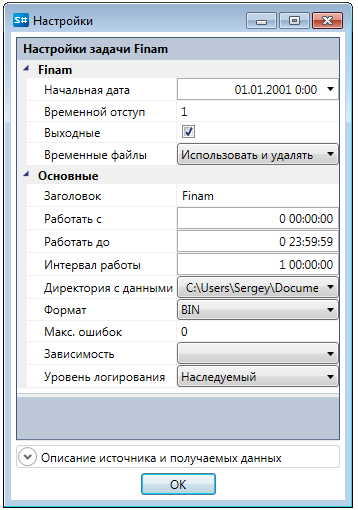 S# Настройки
Настройки задачи Finam
Finam
Начальная дата 01.01.2001 0:00
Временной отступ 1
Выходные
Временные файлы Использовать и удалять
Основные
Заголовок Finam
Работать с 0 00:00:00
Работать до 0 23:59:59
Интервал работы 1 00:00:00
Директория с данными C:\Users\Sergey\Docume
Формат BIN
Макс. ошибок 0
Зависимость
Уровень логирования Наследуемый
Описание источника и получаемых данных
OK